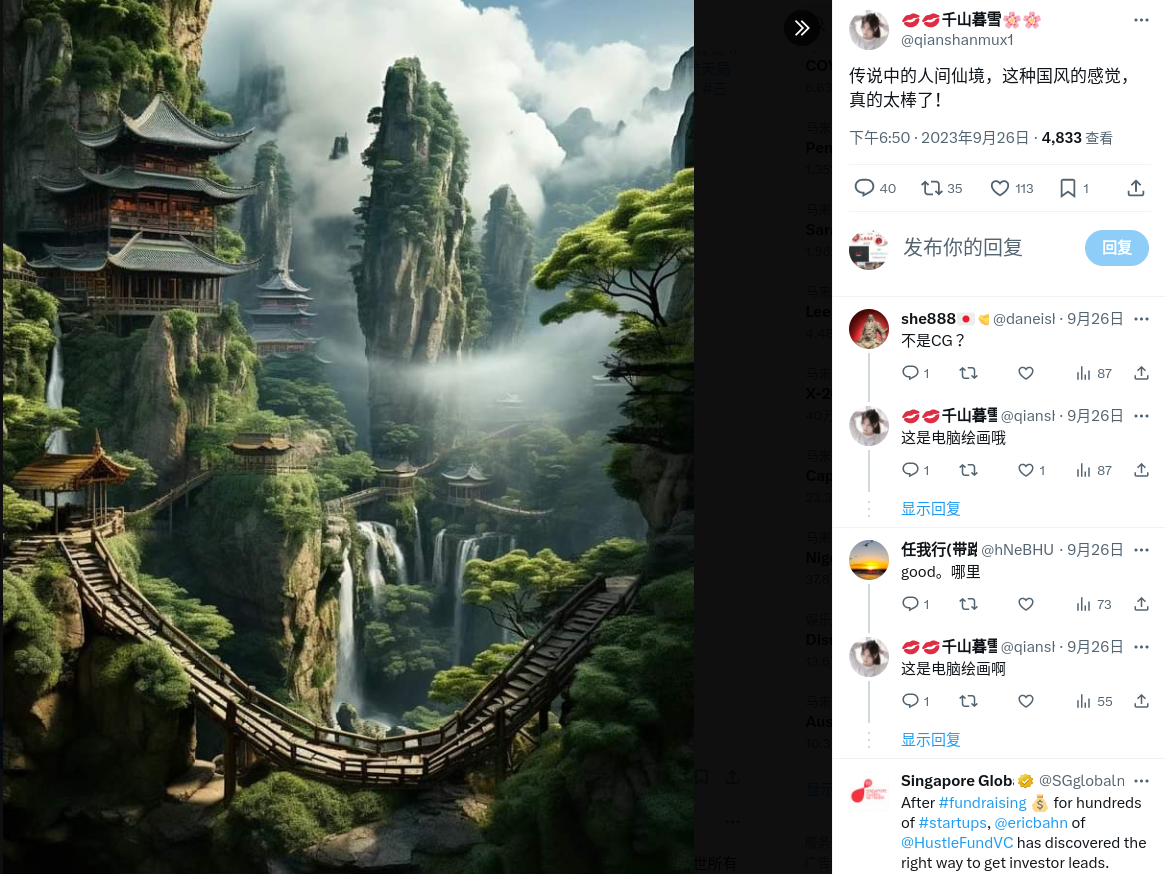 💋💋千山暮雪🌸🌸
@qianshanmux1
传说中的人间仙境，这种国风的感觉，
真的太棒了！
下午6:50 · 2023年9月26日 · 4,833 查看
40 35 113 1
发布你的回复
回复
she888🇯🇵 @daneisl · 9月26日
不是CG？
1 87
💋💋千山暮雪 @qiansl · 9月26日
这是电脑绘画哦
1 1 87
显示回复
任我行(带路 @hNeBHU · 9月26日
good。哪里
1 73
💋💋千山暮雪 @qiansl · 9月26日
这是电脑绘画啊
1 55
显示回复
Singapore Glob @SGgloba​ln
After #fundraising 💰 for hundreds
of #startups, @ericbahn of
@HustleFundVC has discovered the
right way to get investor leads.